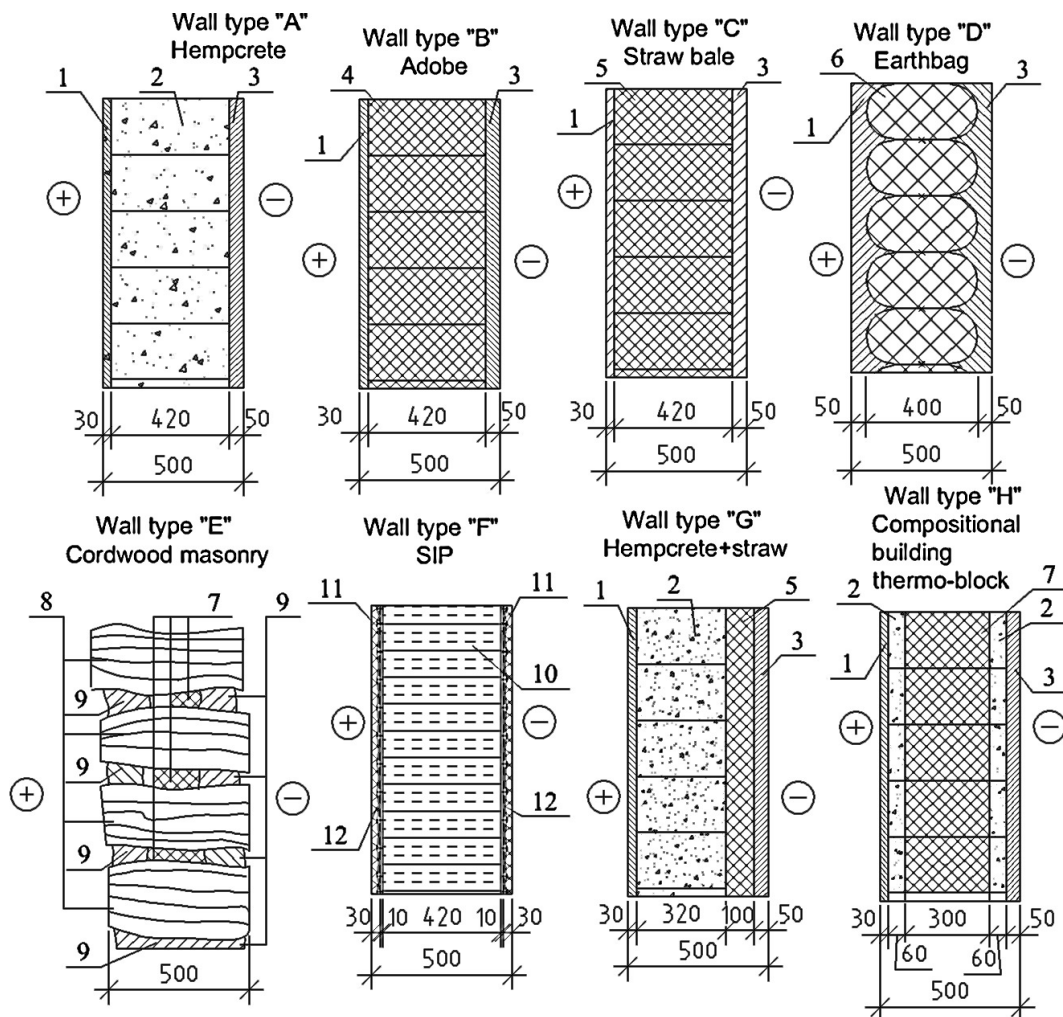 Wall type "A"
Hempcrete
1 2 3
30 420 50
500
Wall type "B"
Adobe
4 3
1
30 420 50
500
Wall type "C"
Straw bale
5 3
1
30 420 50
500
Wall type "D"
Earthbag
6 3
1
50 400 50
500
Wall type "E"
Cordwood masonry
8 7 9
9
9
9
9
500
Wall type "F"
SIP
11 11
10
12 12
30 10 420 10 30
500
Wall type "G"
Hempcrete+straw
1 2 5
3
30 320 100 50
500
Wall type "H"
Compositional
building
thermo-block
2 7
2
1 3
30 300 50
60 60
500